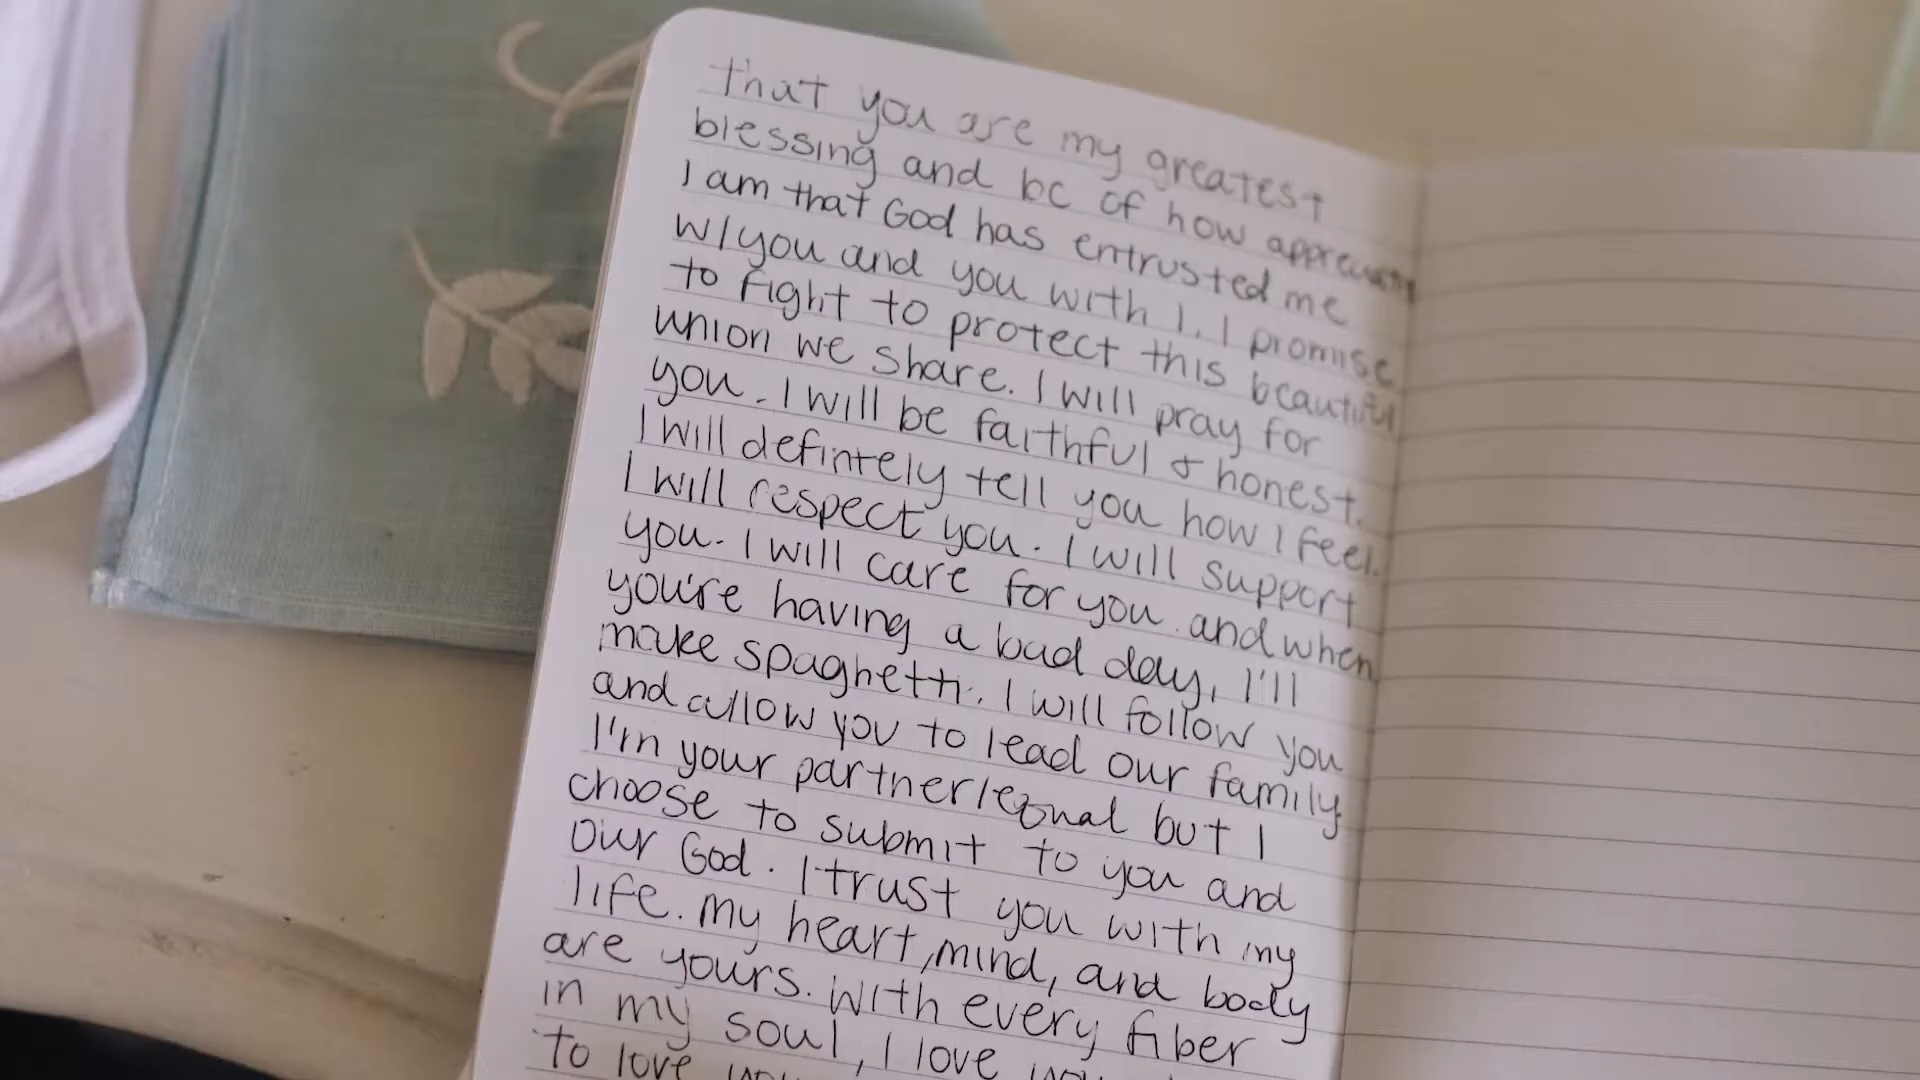 that you are my greatest
blessing and bc of how
I am that God has entrusted me
w/you and you with I. I promise
to fight to protect this beautiful
union we share. I will pray for
you. I will be faithful & honest.
I will defintely tell you how I feel.
I will respect you. I will support
you. I will care for you and when
you're having a bad day, I'll
make spaghetti. I will follow you
and allow you to lead our family.
I'm your partner/equal but I
choose to submit to you and
our God. I trust you with my
life. My heart, mind, and body
are yours. With every fiber
in my soul, I love
to love